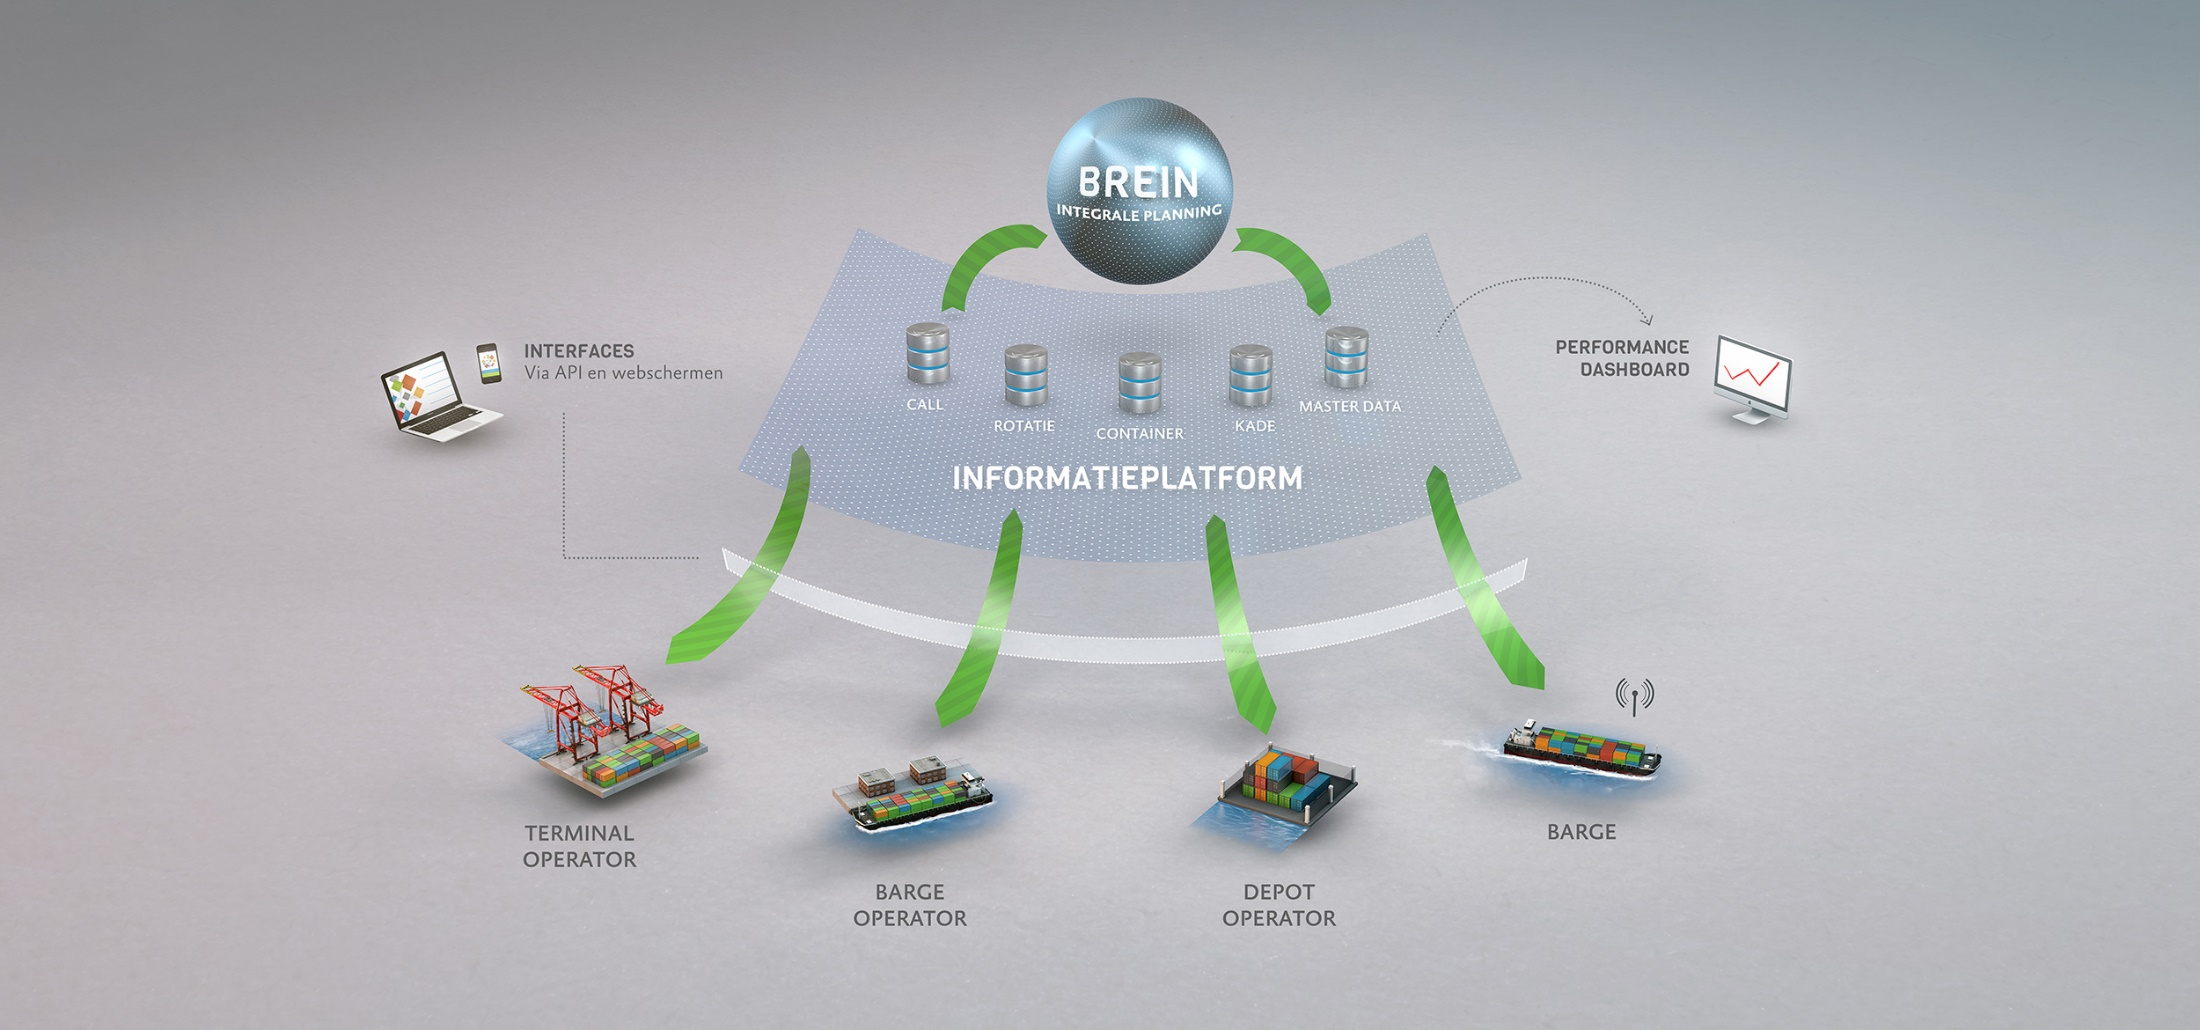 BREIN
INTEGRALE PLANNING
INTERFACES
Via API en webschermen
PERFORMANCE
DASHBOARD
CALL
ROTATIE
CONTAINER
KADE
MASTER DATA
INFORMATIEPLATFORM
TERMINAL
OPERATOR
BARGE
OPERATOR
DEPOT
OPERATOR
BARGE